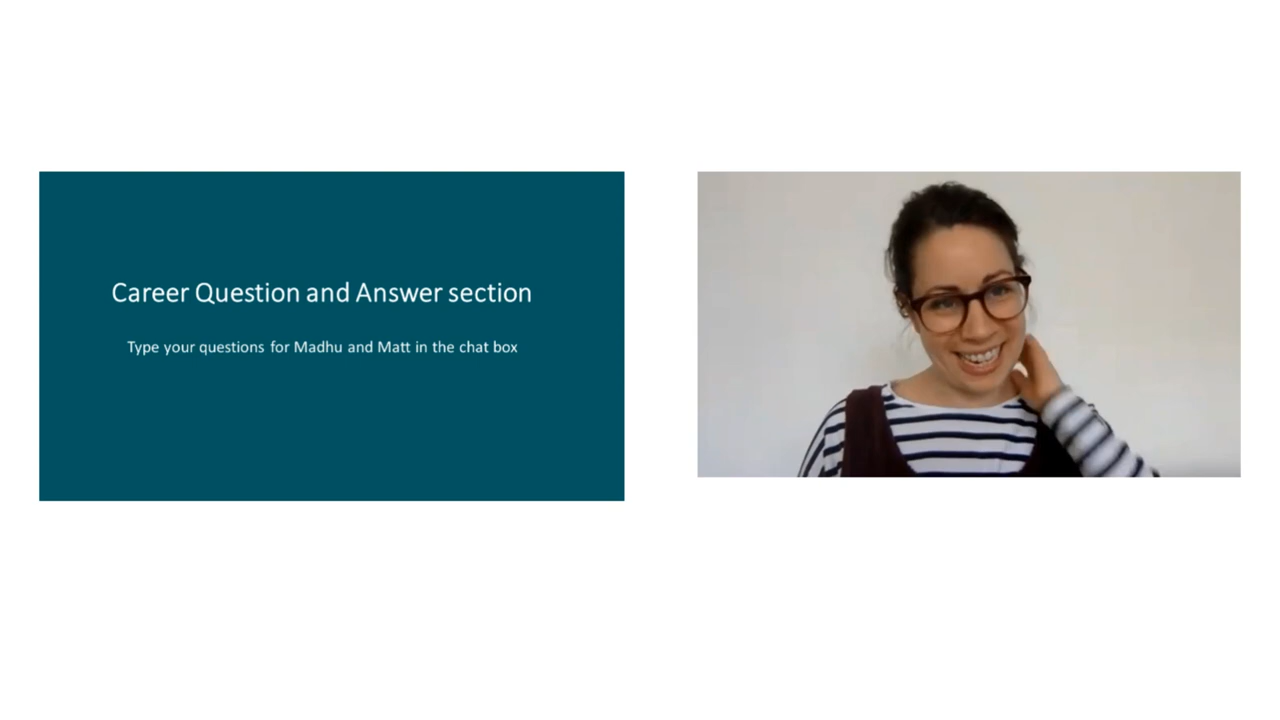 Career Question and Answer section
Type your questions for Madhu and Matt in the chat box